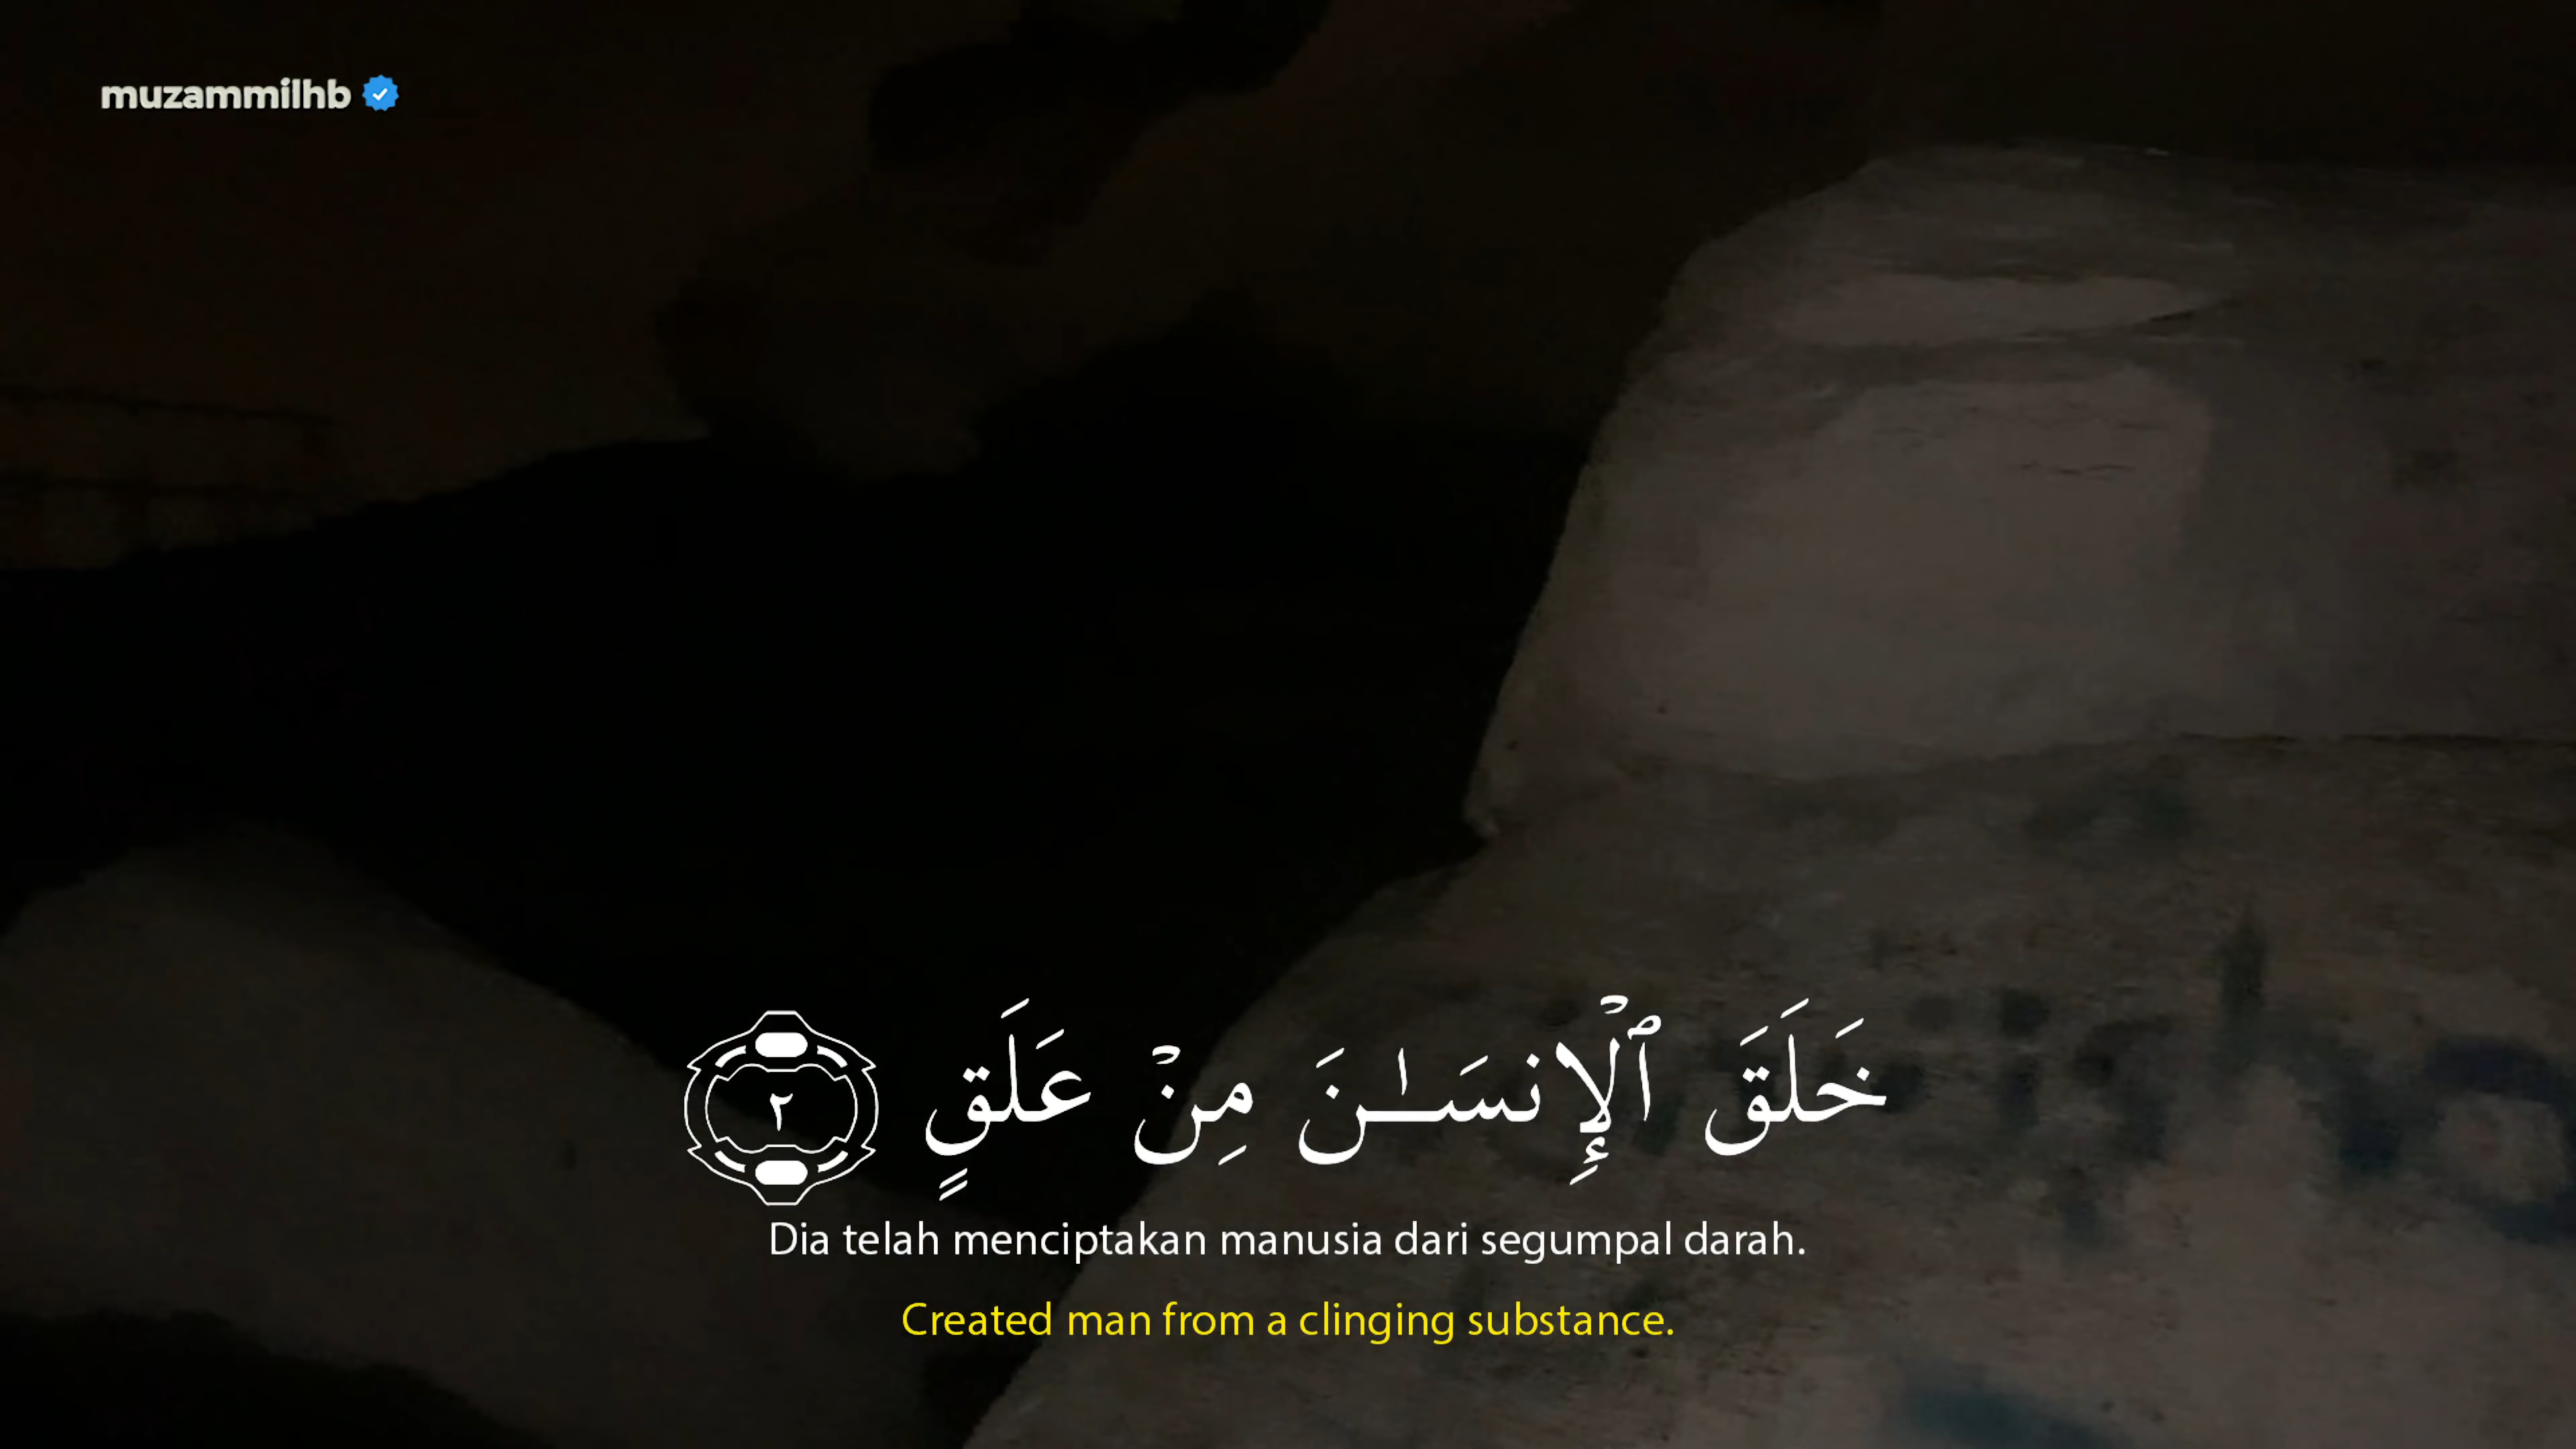 muzammilhb
خَلَقَ ٱلْإِنسَـٰنَ مِنْ عَلَقٍ ٢
Dia telah menciptakan manusia dari segumpal darah.
Created man from a clinging substance.